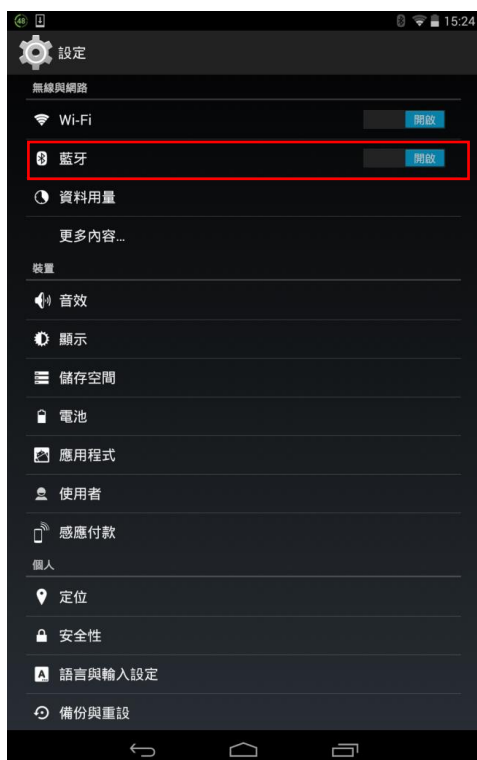 48 15:24
設定
無線與網路
Wi-Fi 開啟
藍牙 開啟
資料用量
更多內容...
裝置
音效
顯示
儲存空間
電池
應用程式
使用者
感應付款
個人
定位
安全性
A 語言與輸入設定
備份與重設